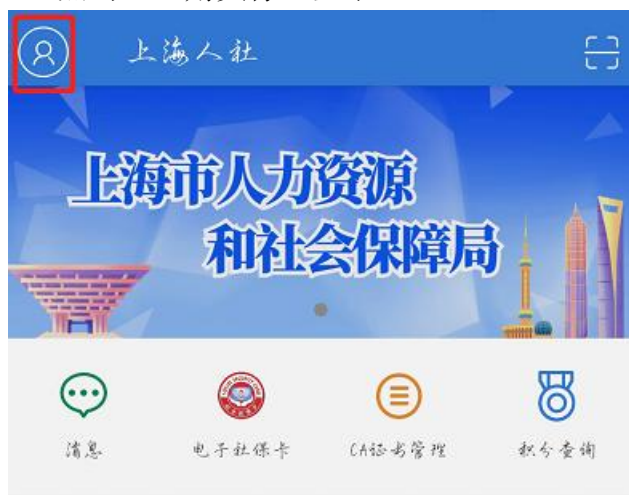 上海人社
上海市人力资源
和社会保障局
消息
电子社保卡
CA证书管理
积分查询